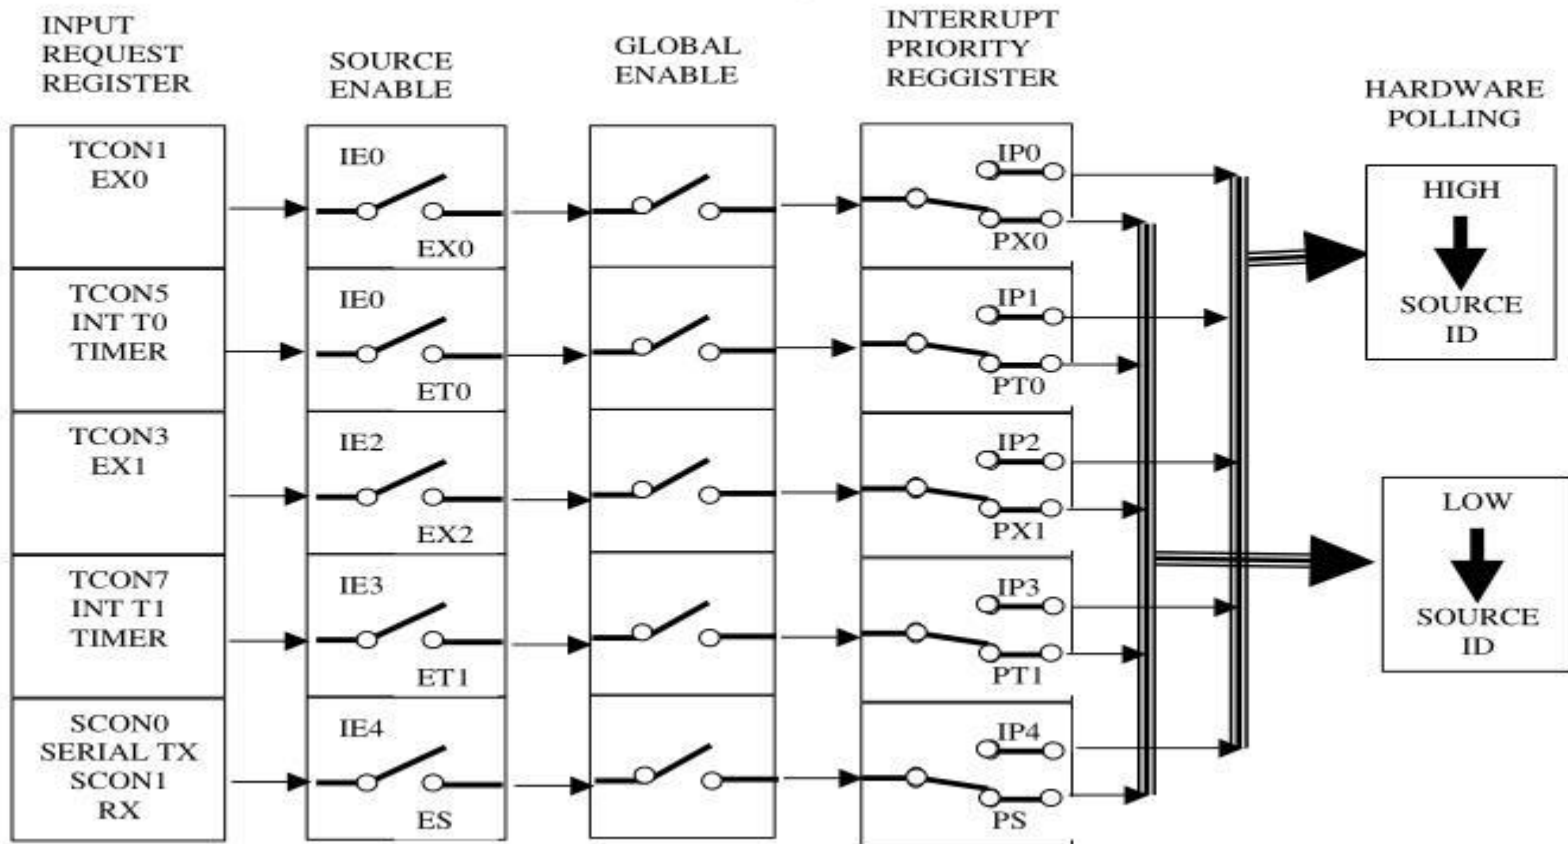 INPUT
REQUEST
REGISTER
SOURCE
ENABLE
GLOBAL
ENABLE
INTERRUPT
PRIORITY
REGGISTER
HARDWARE
POLLING
TCON1
EX0
IE0
EX0
IP0
PX0
HIGH
SOURCE
ID
TCON5
INT T0
TIMER
IE0
ET0
IP1
PT0
TCON3
EX1
IE2
EX2
IP2
PX1
LOW
SOURCE
ID
TCON7
INT T1
TIMER
IE3
ET1
IP3
PT1
SCON0
SERIAL TX
SCON1
RX
IE4
ES
IP4
PS